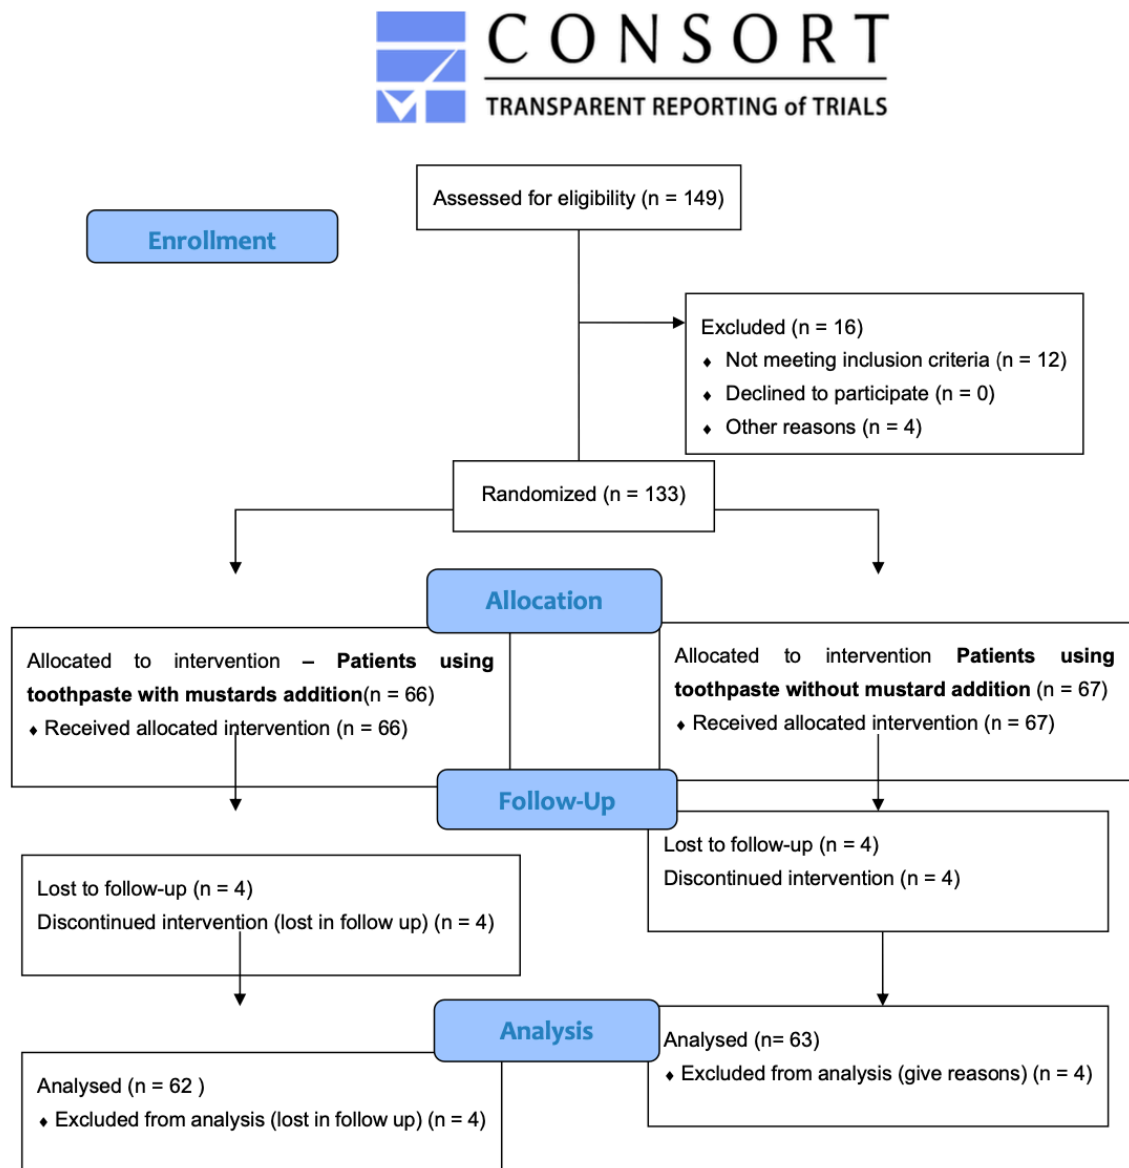 CONSORT
TRANSPARENT REPORTING of TRIALS
Assessed for eligibility (n = 149)
Enrollment
Excluded (n = 16)
♦ Not meeting inclusion criteria (n = 12)
♦ Declined to participate (n = 0)
♦ Other reasons (n = 4)
Randomized (n = 133)
Allocation
Allocated to intervention – Patients using
toothpaste with mustards addition(n = 66)
♦ Received allocated intervention (n = 66)
Allocated to intervention Patients using
toothpaste without mustard addition (n = 67)
♦ Received allocated intervention (n = 67)
Follow-Up
Lost to follow-up (n = 4)
Discontinued intervention (lost in follow up) (n = 4)
Lost to follow-up (n = 4)
Discontinued intervention (n = 4)
Analysis
Analysed (n = 62 )
♦ Excluded from analysis (lost in follow up) (n = 4)
Analysed (n= 63)
♦ Excluded from analysis (give reasons) (n = 4)